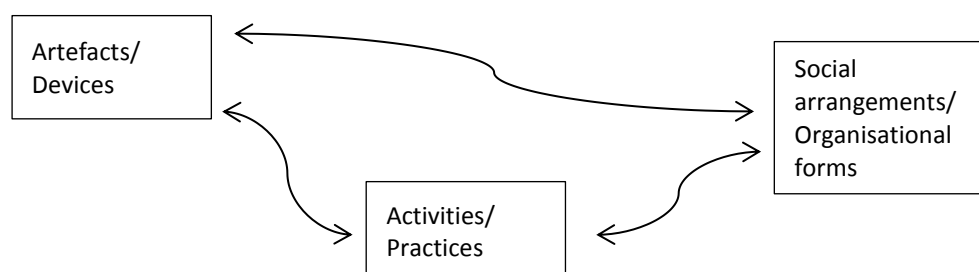 Artefacts/
Devices
Social
arrangements/
Organisational
forms
Activities/
Practices